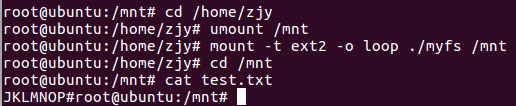 root@ubuntu:/mnt# cd /home/zjy
root@ubuntu:/home/zjy# umount /mnt
root@ubuntu:/home/zjy# mount -t ext2 -o loop ./myfs /mnt
root@ubuntu:/home/zjy# cd /mnt
root@ubuntu:/mnt# cat test.txt
JKLMNOP#root@ubuntu:/mnt#